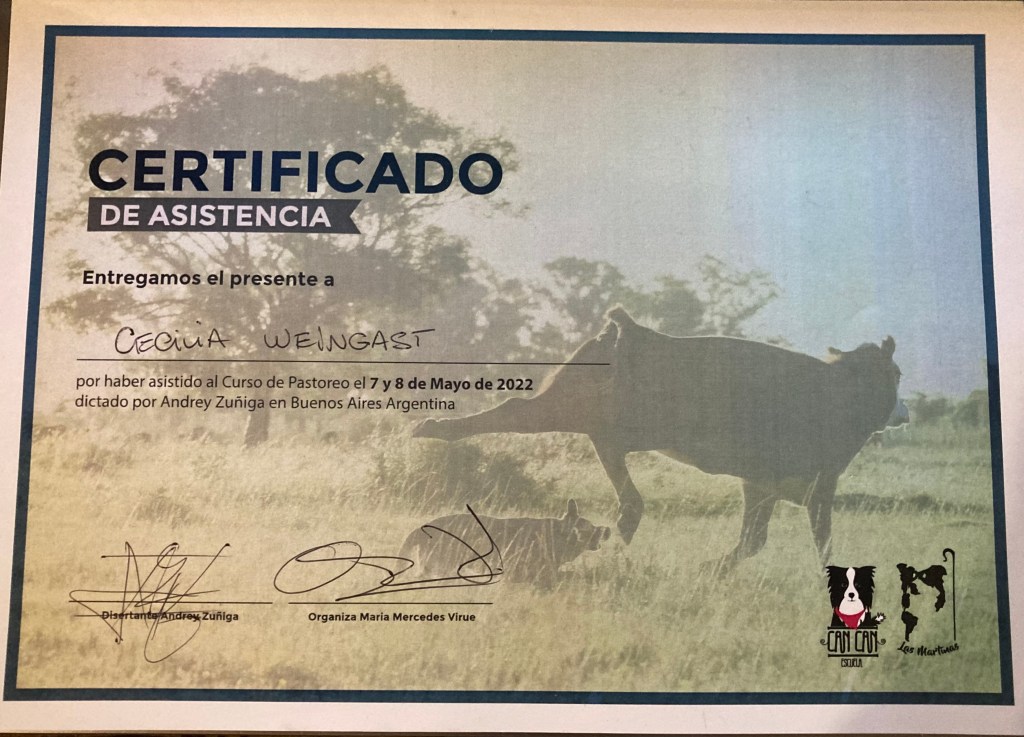 CERTIFICADO
DE ASISTENCIA
Entregamos el presente a
CECILIA WEINGAST
por haber asistido al Curso de Pastoreo el 7 y 8 de Mayo de 2022
dictado por Andrey Zuñiga en Buenos Aires Argentina
Disertante Andrey Zuñiga
Organiza Maria Mercedes Virue
CAN CAN
ESCUELA
Las Martinas